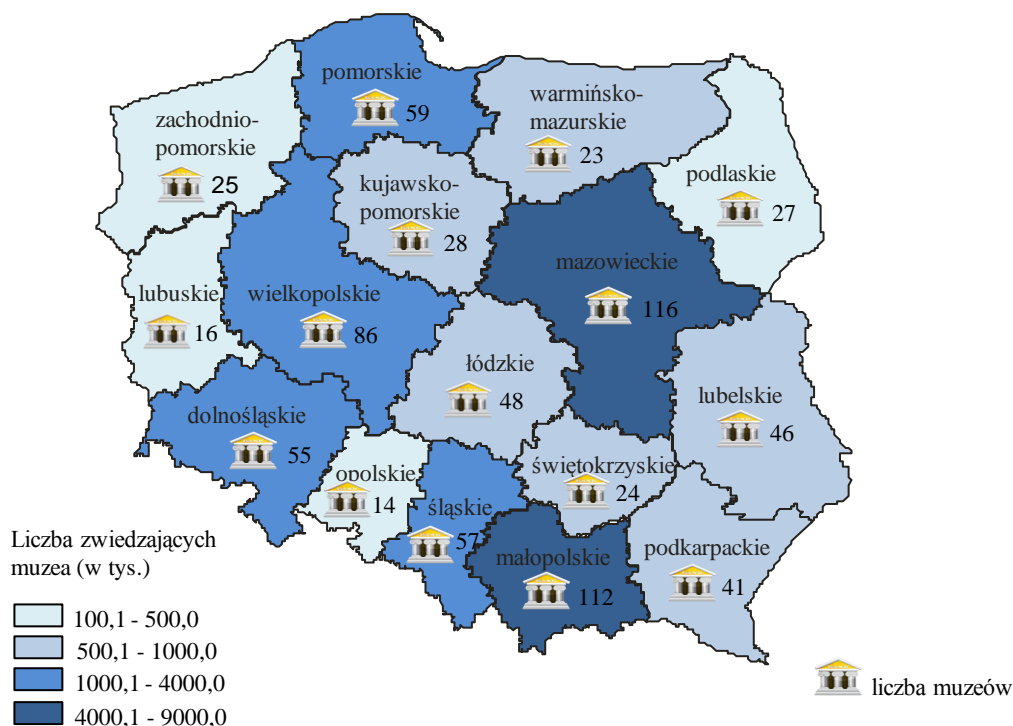 pomorskie
59
warmińsko-
mazurskie
23
zachodnio-
pomorskie
25
podlaskie
27
kujawsko-
pomorskie
28
mazowieckie
116
lubuskie
16
wielkopolskie
86
łódzkie
48
lubelskie
46
dolnośląskie
55
opolskie
14
śląskie
57
świętokrzyskie
24
małopolskie
112
podkarpackie
41
Liczba zwiedzających
muzea (w tys.)
100,1 - 500,0
500,1 - 1000,0
1000,1 - 4000,0
4000,1 - 9000,0
liczba muzeów